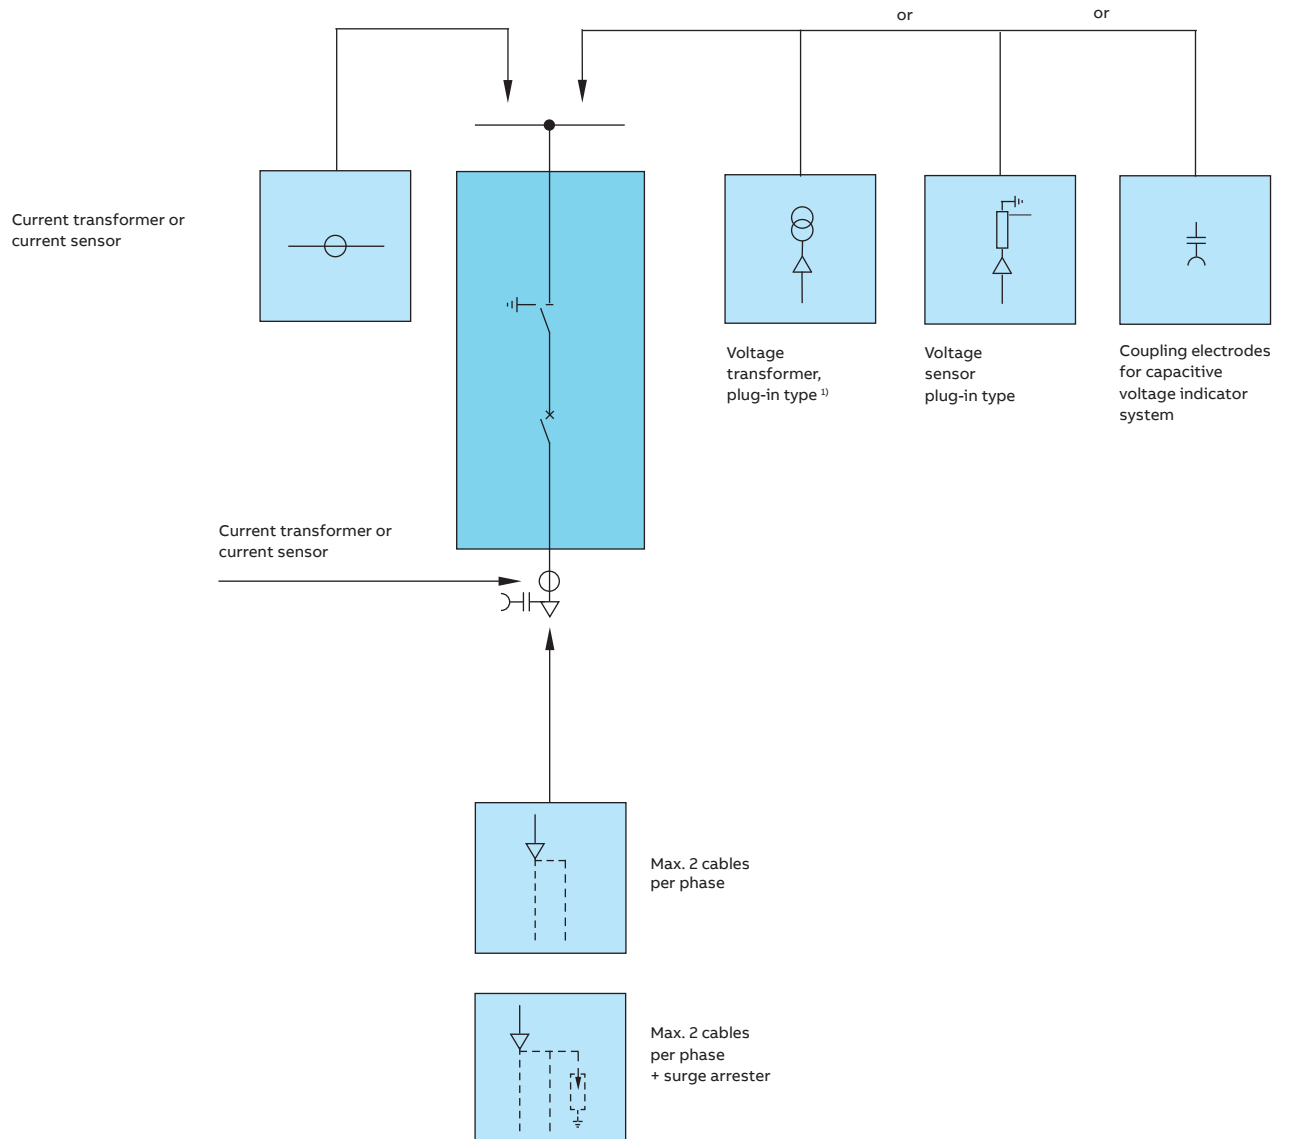 or
or
Current transformer or
current sensor
Voltage
transformer,
plug-in type 1)
Voltage
sensor
plug-in type
Coupling electrodes
for capacitive
voltage indicator
system
Current transformer or
current sensor
Max. 2 cables
per phase
Max. 2 cables
per phase
+ surge arrester